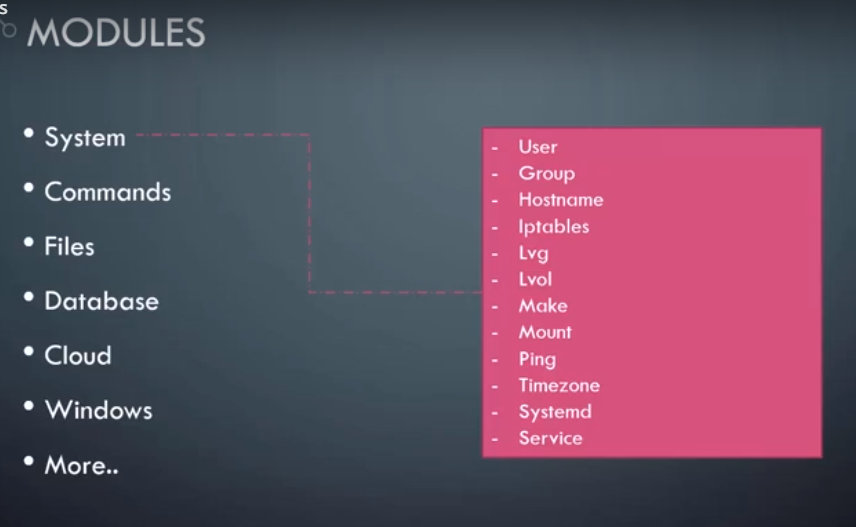 s
MODULES
• System
• Commands
• Files
• Database
• Cloud
• Windows
• More..
- User
- Group
- Hostname
- Iptables
- Lvg
- Lvol
- Make
- Mount
- Ping
- Timezone
- Systemd
- Service